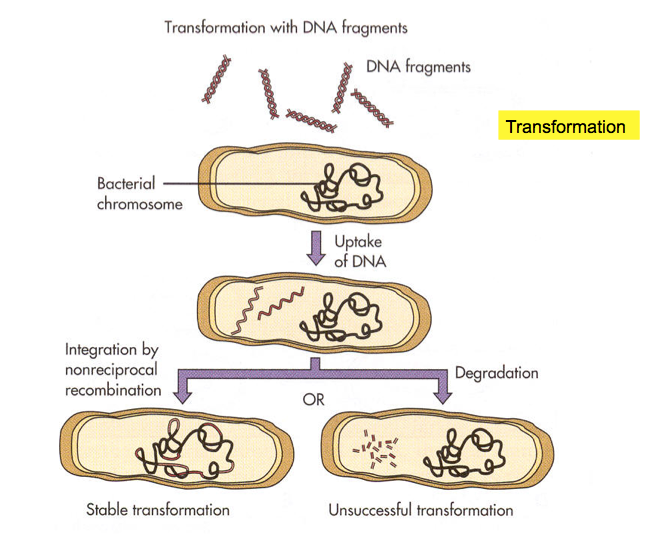 Transformation with DNA fragments
DNA fragments
Transformation
Bacterial
chromosome
Uptake
of DNA
Integration by
nonreciprocal
recombination
Degradation
OR
Stable transformation
Unsuccessful transformation